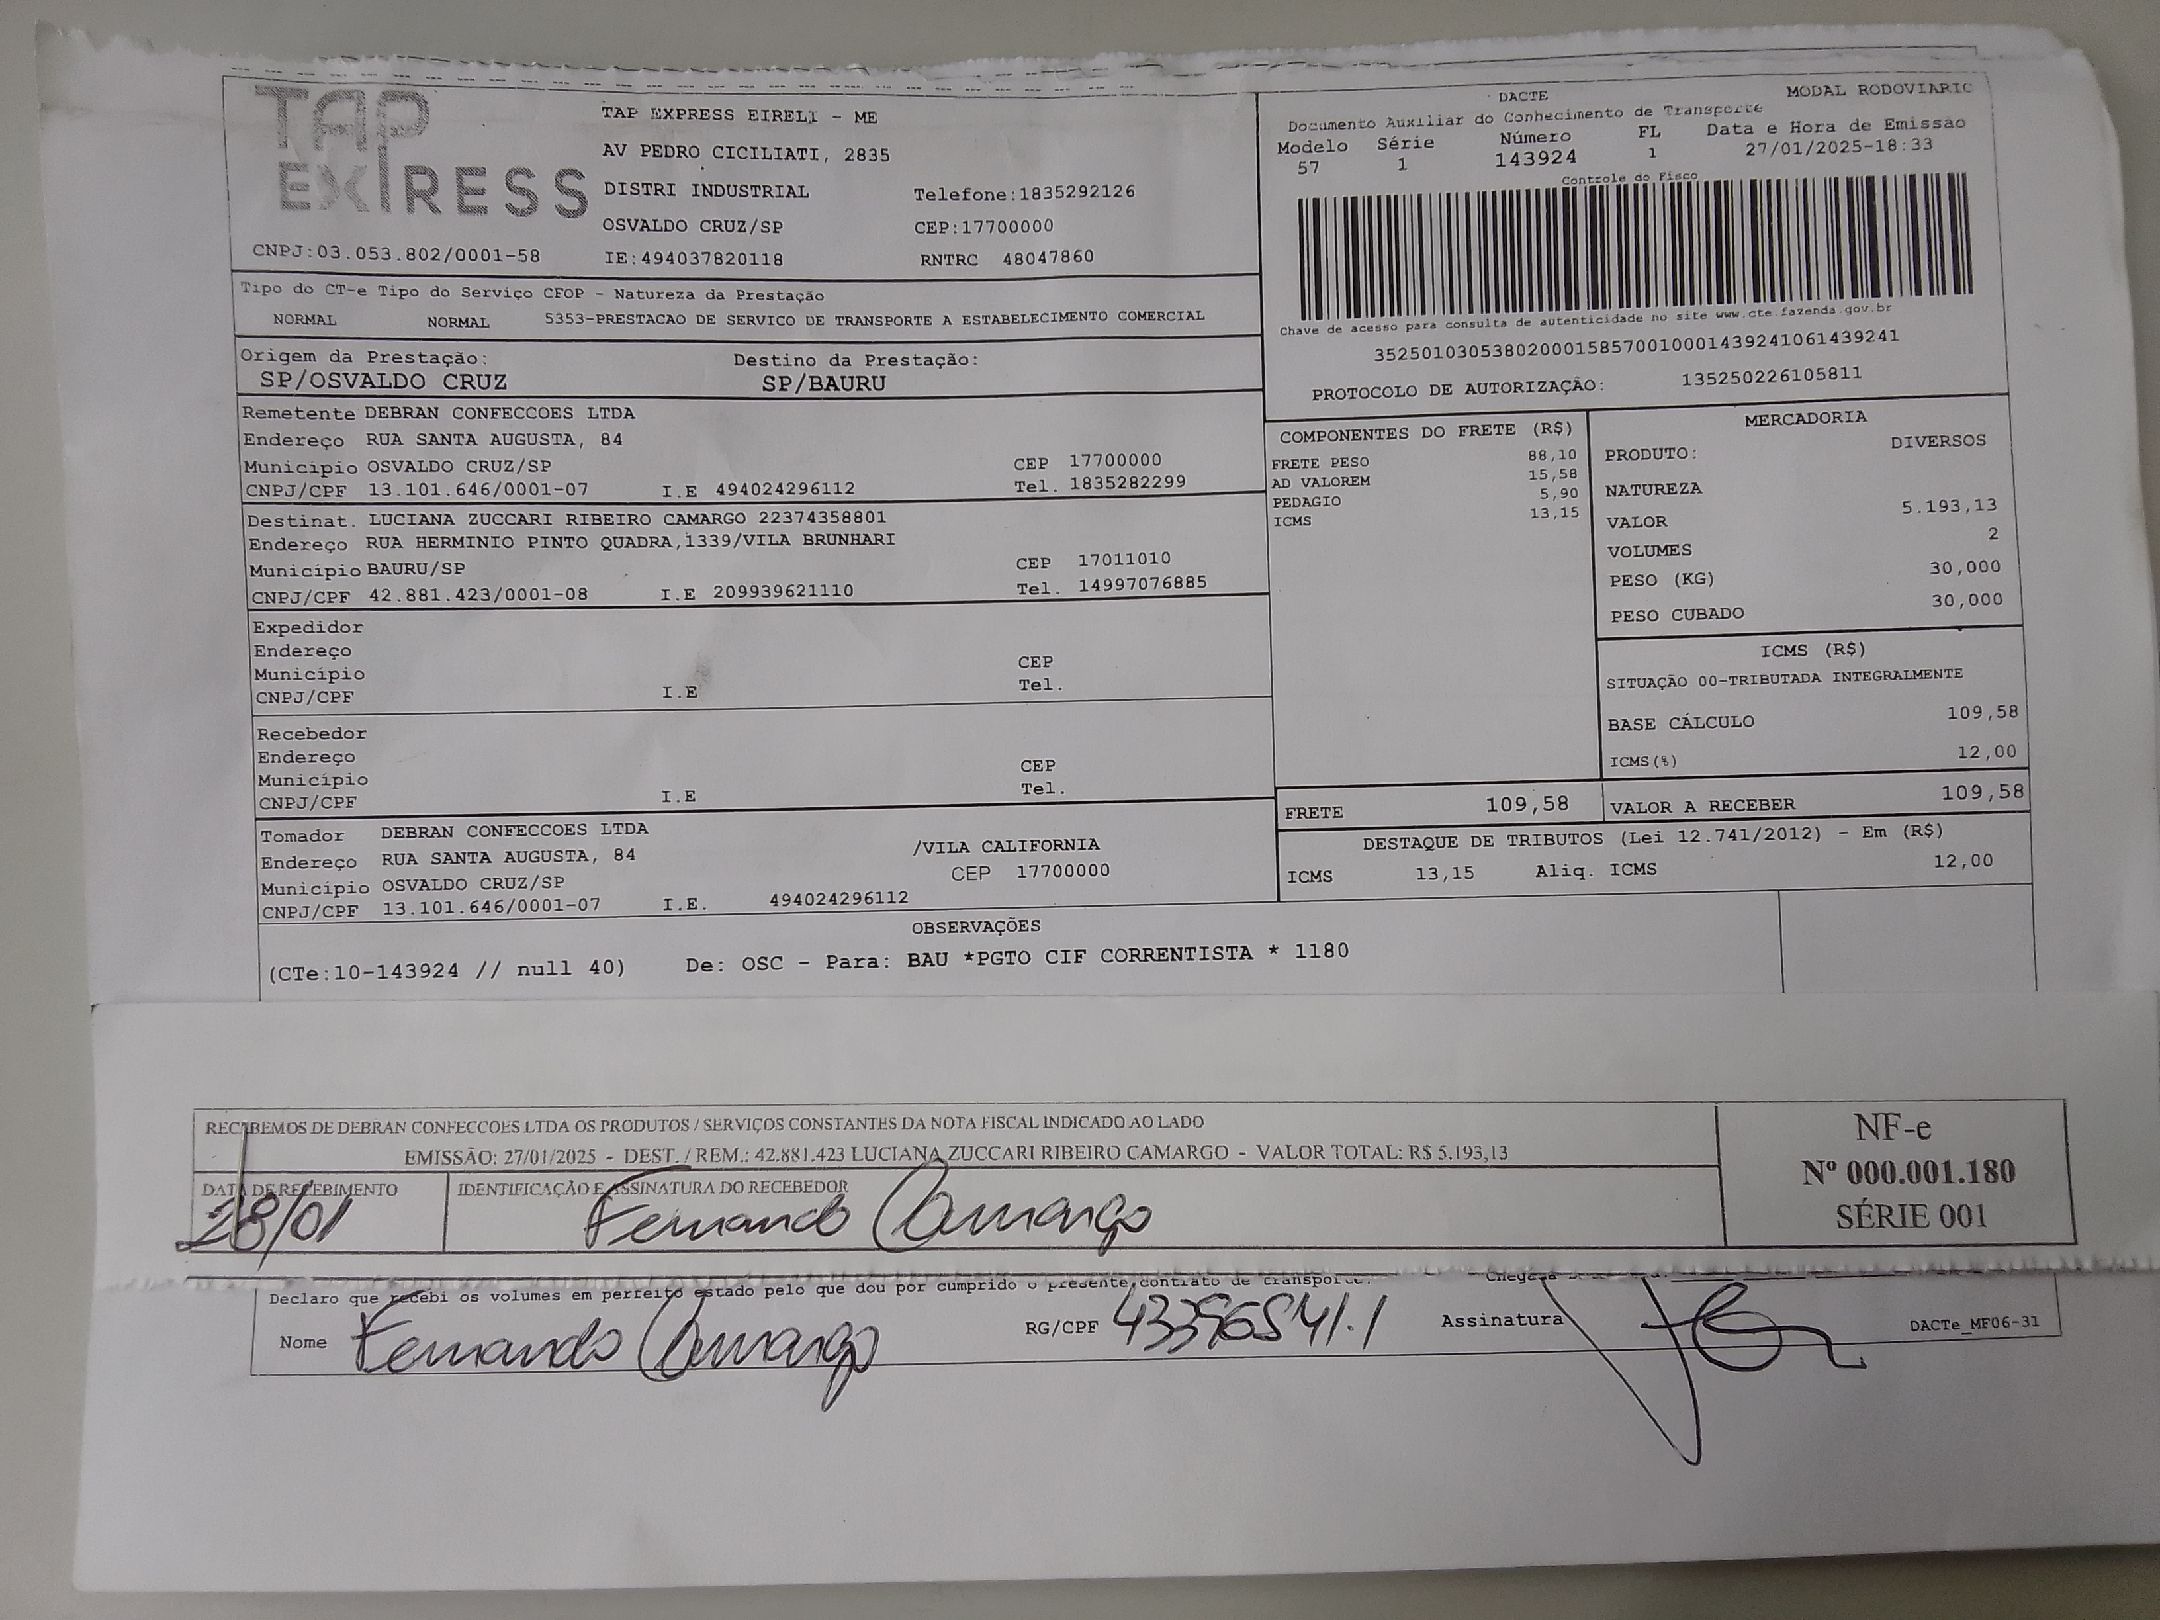 TAP
EXPRESS
TAP EXPRESS EIRELI - ME
AV PEDRO CICILIATI, 2835
DISTRI INDUSTRIAL Telefone:1835292126
OSVALDO CRUZ/SP CEP:17700000
CNPJ:03.053.802/0001-58 IE:494037820118 RNTRC 48047860
DACTE MODAL RODOVIARIO
Documento Auxiliar do Conhecimento de Transporte
Modelo Série Número FL Data e Hora de Emissao
57 1 143924 1 27/01/2025-18:33
Controle do Fisco
Chave de acesso para consulta de autenticidade no site www.cte.fazenda.gov.br
35250103053802000158570010001439241061439241
PROTOCOLO DE AUTORIZAÇÃO: 135250226105811
Tipo do CT-e Tipo do Serviço CFOP - Natureza da Prestação
NORMAL NORMAL 5353-PRESTACAO DE SERVICO DE TRANSPORTE A ESTABELECIMENTO COMERCIAL
Origem da Prestação: Destino da Prestação:
SP/OSVALDO CRUZ SP/BAURU
Remetente DEBRAN CONFECCOES LTDA
Endereço RUA SANTA AUGUSTA, 84
Município OSVALDO CRUZ/SP CEP 17700000
CNPJ/CPF 13.101.646/0001-07 I.E 494024296112 Tel. 1835282299
Destinat. LUCIANA ZUCCARI RIBEIRO CAMARGO 22374358801
Endereço RUA HERMINIO PINTO QUADRA,1339/VILA BRUNHARI
Município BAURU/SP CEP 17011010
CNPJ/CPF 42.881.423/0001-08 I.E 209939621110 Tel. 14997076885
Expedidor
Endereço
Município CEP
CNPJ/CPF I.E Tel.
Recebedor
Endereço
Município CEP
CNPJ/CPF I.E Tel.
Tomador DEBRAN CONFECCOES LTDA
Endereço RUA SANTA AUGUSTA, 84 /VILA CALIFORNIA
Município OSVALDO CRUZ/SP CEP 17700000
CNPJ/CPF 13.101.646/0001-07 I.E. 494024296112
COMPONENTES DO FRETE (R$)
FRETE PESO 88,10
AD VALOREM 15,58
PEDAGIO 5,90
ICMS 13,15
MERCADORIA
PRODUTO: DIVERSOS
NATUREZA
VALOR 5.193,13
VOLUMES 2
PESO (KG) 30,000
PESO CUBADO 30,000
ICMS (R$)
SITUAÇÃO 00-TRIBUTADA INTEGRALMENTE
BASE CÁLCULO 109,58
ICMS(%) 12,00
FRETE 109,58 VALOR A RECEBER 109,58
DESTAQUE DE TRIBUTOS (Lei 12.741/2012) - Em (R$)
ICMS 13,15 Aliq. ICMS 12,00
OBSERVAÇÕES
(CTe:10-143924 // null 40) De: OSC - Para: BAU *PGTO CIF CORRENTISTA * 1180
RECEBEMOS DE DEBRAN CONFECCOES LTDA OS PRODUTOS / SERVIÇOS CONSTANTES DA NOTA FISCAL INDICADO AO LADO
EMISSÃO: 27/01/2025 - DEST. / REM.: 42.881.423 LUCIANA ZUCCARI RIBEIRO CAMARGO - VALOR TOTAL: R$ 5.193,13
DATA DE RECEBIMENTO IDENTIFICAÇÃO E ASSINATURA DO RECEBEDOR
28/01 Fernando Camargo
NF-e
Nº 000.001.180
SÉRIE 001
Declaro que recebi os volumes em perfeito estado pelo que dou por cumprido o presente contrato de transporte. Chegada
Nome Fernando Camargo RG/CPF 43396541.1 Assinatura DACTe_MF06-31